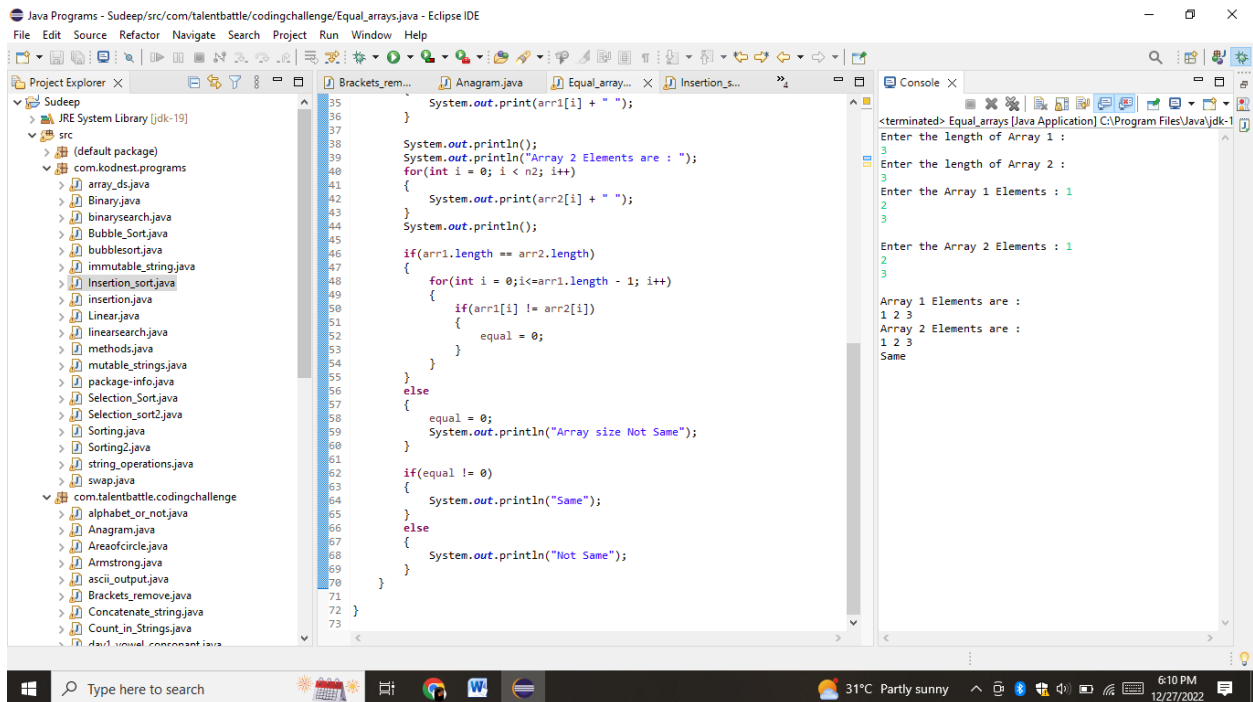 Java Programs - Sudeep/src/com/talentbattle/codingchallenge/Equal_arrays.java - Eclipse IDE
File Edit Source Refactor Navigate Search Project Run Window Help
Project Explorer
Sudeep
JRE System Library [jdk-19]
src
(default package)
com.kodnest.programs
array_ds.java
Binary.java
binarysearch.java
Bubble_Sort.java
bubblesort.java
immutable_string.java
Insertion_sort.java
insertion.java
Linear.java
linearsearch.java
methods.java
mutable_strings.java
package-info.java
Selection_Sort.java
Selection_sort2.java
Sorting.java
Sorting2.java
string_operations.java
swap.java
com.talentbattle.codingchallenge
alphabet_or_not.java
Anagram.java
Areaofcircle.java
Armstrong.java
ascii_output.java
Brackets_remove.java
Concatenate_string.java
Count_in_Strings.java
day1_vowel_consonant.java
Brackets_rem... Anagram.java Equal_array... Insertion_s... »4
35 System.out.print(arr1[i] + " ");
36 }
37
38 System.out.println();
39 System.out.println("Array 2 Elements are : ");
40 for(int i = 0; i < n2; i++)
41 {
42 System.out.print(arr2[i] + " ");
43 }
44 System.out.println();
45
46 if(arr1.length == arr2.length)
47 {
48 for(int i = 0;i<=arr1.length - 1; i++)
49 {
50 if(arr1[i] != arr2[i])
51 {
52 equal = 0;
53 }
54 }
55 }
56 else
57 {
58 equal = 0;
59 System.out.println("Array size Not Same");
60 }
61
62 if(equal != 0)
63 {
64 System.out.println("Same");
65 }
66 else
67 {
68 System.out.println("Not Same");
69 }
70 }
71
72 }
73
Console
<terminated> Equal_arrays [Java Application] C:\Program Files\Java\jdk-1
Enter the length of Array 1 :
3
Enter the length of Array 2 :
3
Enter the Array 1 Elements : 1
2
3
Enter the Array 2 Elements : 1
2
3
Array 1 Elements are :
1 2 3
Array 2 Elements are :
1 2 3
Same
Type here to search
31°C Partly sunny
6:10 PM
12/27/2022